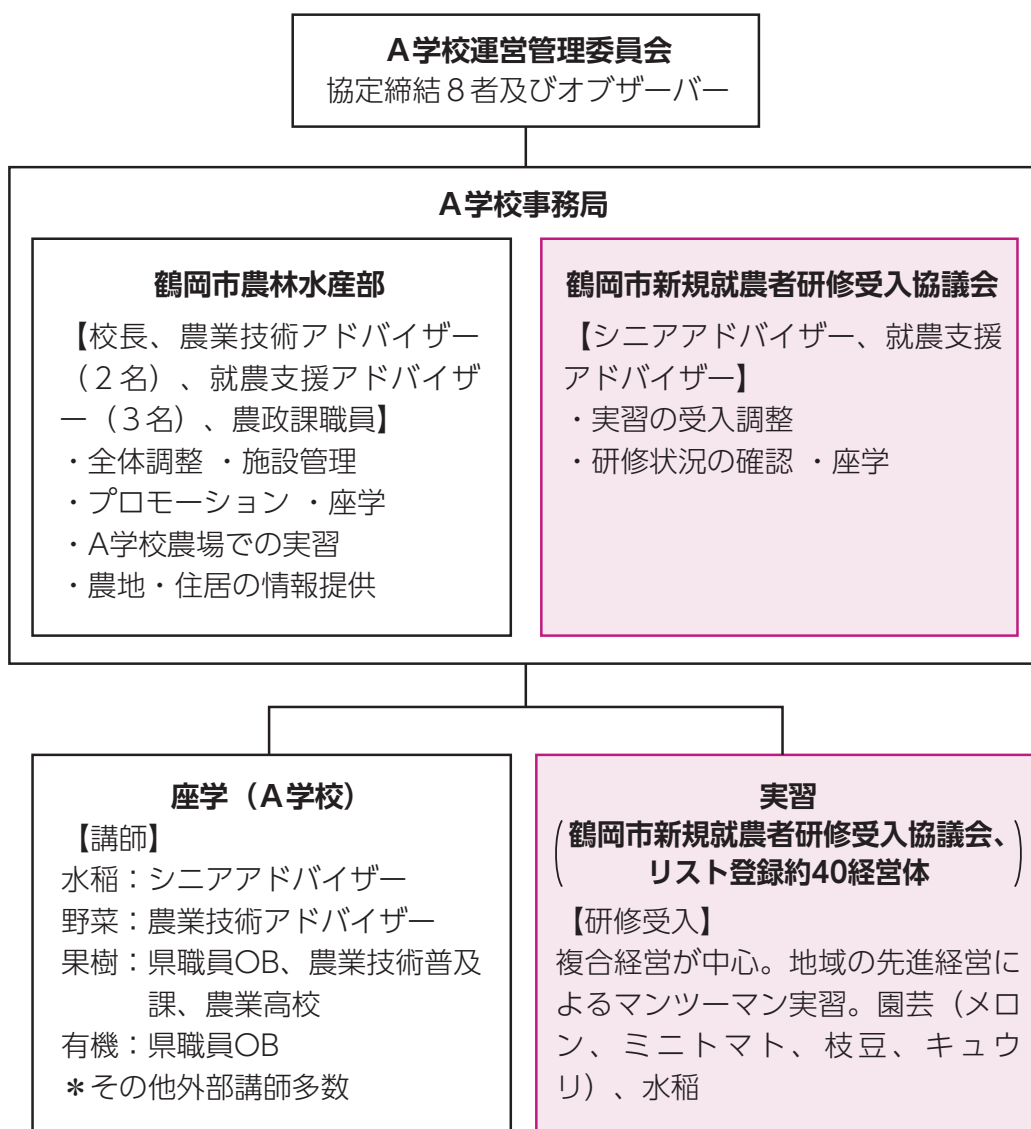 A学校運営管理委員会
協定締結8者及びオブザーバー
A学校事務局
鶴岡市農林水産部
【校長、農業技術アドバイザー
（2名）、就農支援アドバイザ
ー（3名）、農政課職員】
・全体調整 ・施設管理
・プロモーション ・座学
・A学校農場での実習
・農地・住居の情報提供
鶴岡市新規就農者研修受入協議会
【シニアアドバイザー、就農支援
アドバイザー】
・実習の受入調整
・研修状況の確認 ・座学
座学（A学校）
【講師】
水稲：シニアアドバイザー
野菜：農業技術アドバイザー
果樹：県職員OB、農業技術普及
課、農業高校
有機：県職員OB
＊その他外部講師多数
実習
（鶴岡市新規就農者研修受入協議会、
リスト登録約40経営体）
【研修受入】
複合経営が中心。地域の先進経営に
よるマンツーマン実習。園芸（メロ
ン、ミニトマト、枝豆、キュウ
リ）、水稲